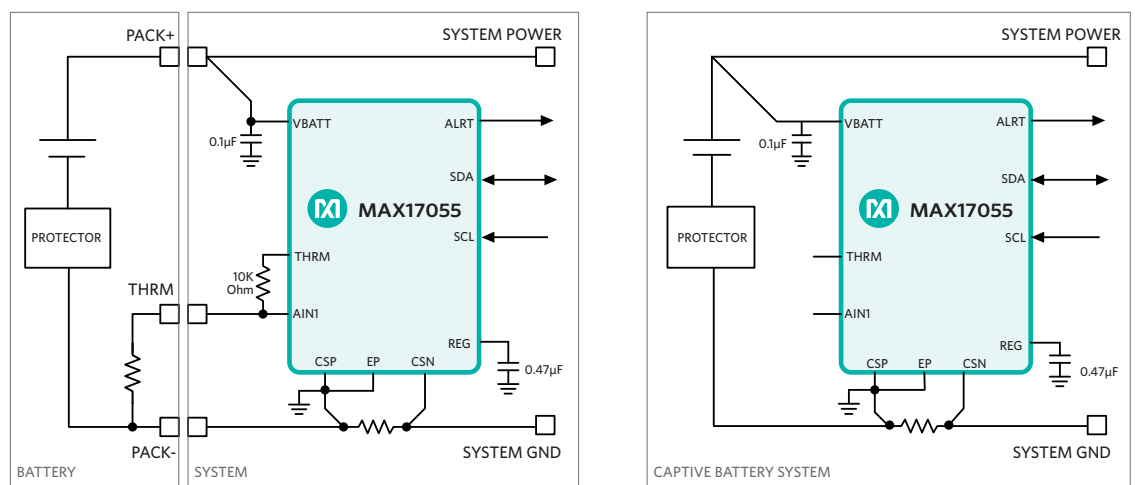 PACK+
SYSTEM POWER
VBATT
ALRT
0.1µF
SDA
MAX17055
PROTECTOR
SCL
THRM
10K
Ohm
THRM
AIN1
REG
CSP
EP
CSN
0.47µF
PACK-
SYSTEM GND
BATTERY
SYSTEM
SYSTEM POWER
VBATT
ALRT
0.1µF
SDA
MAX17055
PROTECTOR
SCL
THRM
AIN1
REG
CSP
EP
CSN
0.47µF
SYSTEM GND
CAPTIVE BATTERY SYSTEM